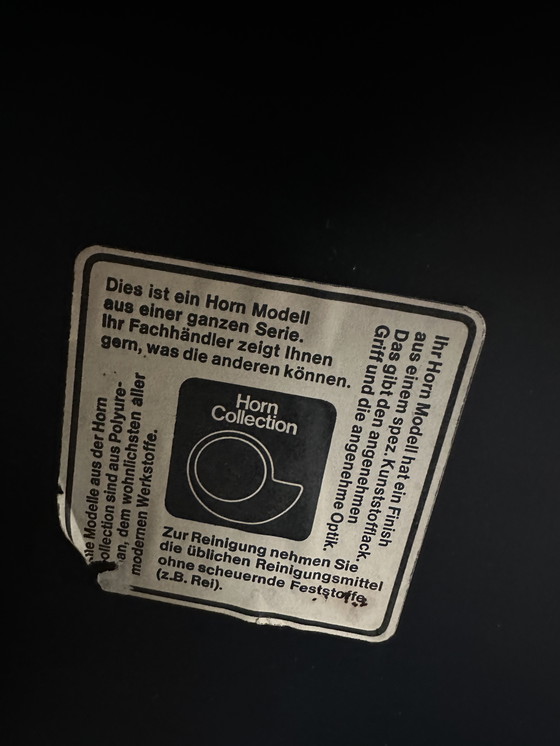 Dies ist ein Horn Modell
aus einer ganzen Serie.
Ihr Fachhändler zeigt Ihnen
gern, was die anderen können.
Ihr Horn Modell hat ein Finish
aus einem spez. Kunststofflack.
Das gibt den angenehmen
Griff und die angenehme Optik.
Horn
Collection
Zur Reinigung nehmen Sie
die üblichen Reinigungsmittel
ohne scheuernde Feststoffe
(z.B. Rei).
Modelle aus der Horn
ollection sind aus Polyure-
an, dem wohnlichsten aller
modernen Werkstoffe.